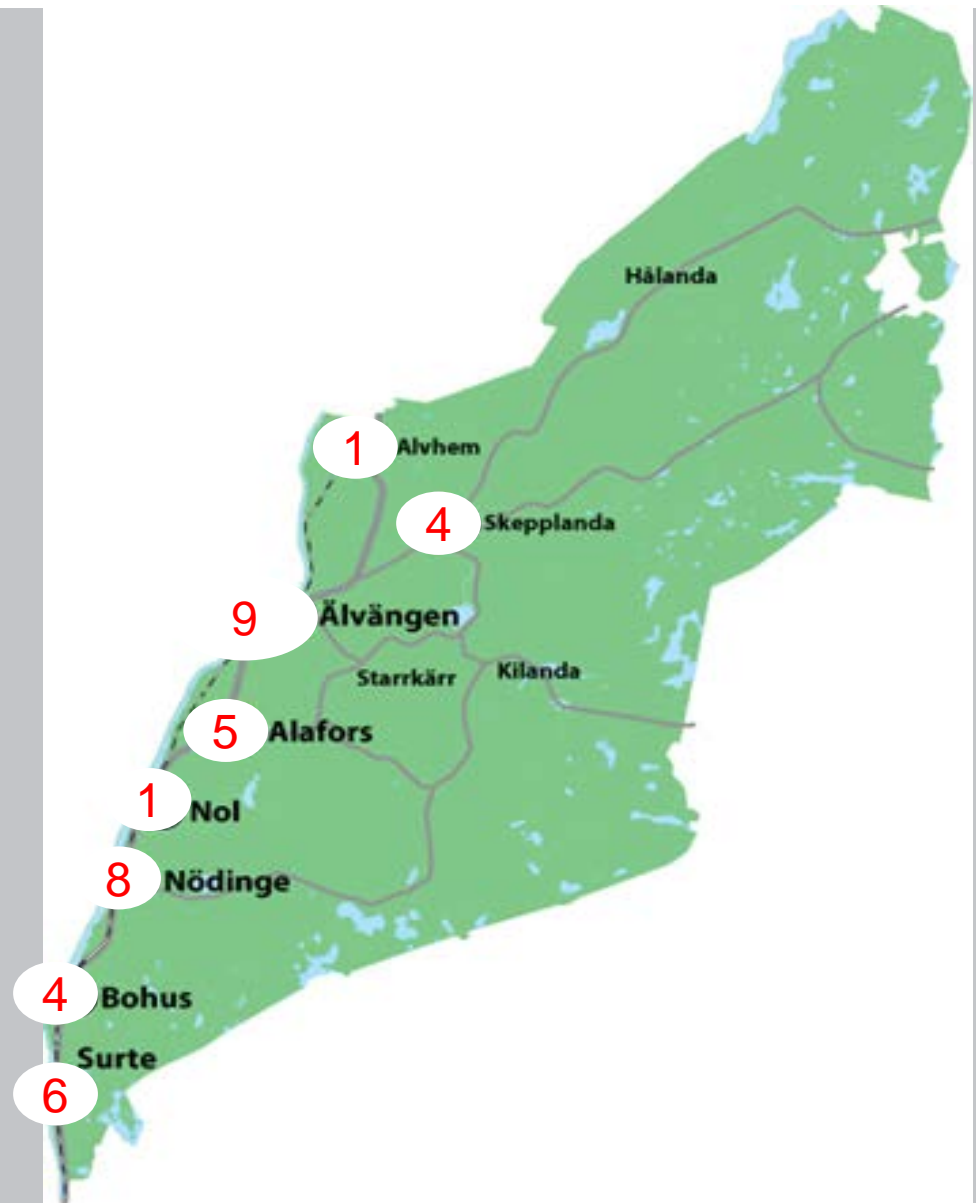 Hålanda
1 Alvhem
4 Skepplanda
9 Älvängen
Starrkärr
Kilanda
5 Alafors
1 Nol
8 Nödinge
4 Bohus
Surte
6